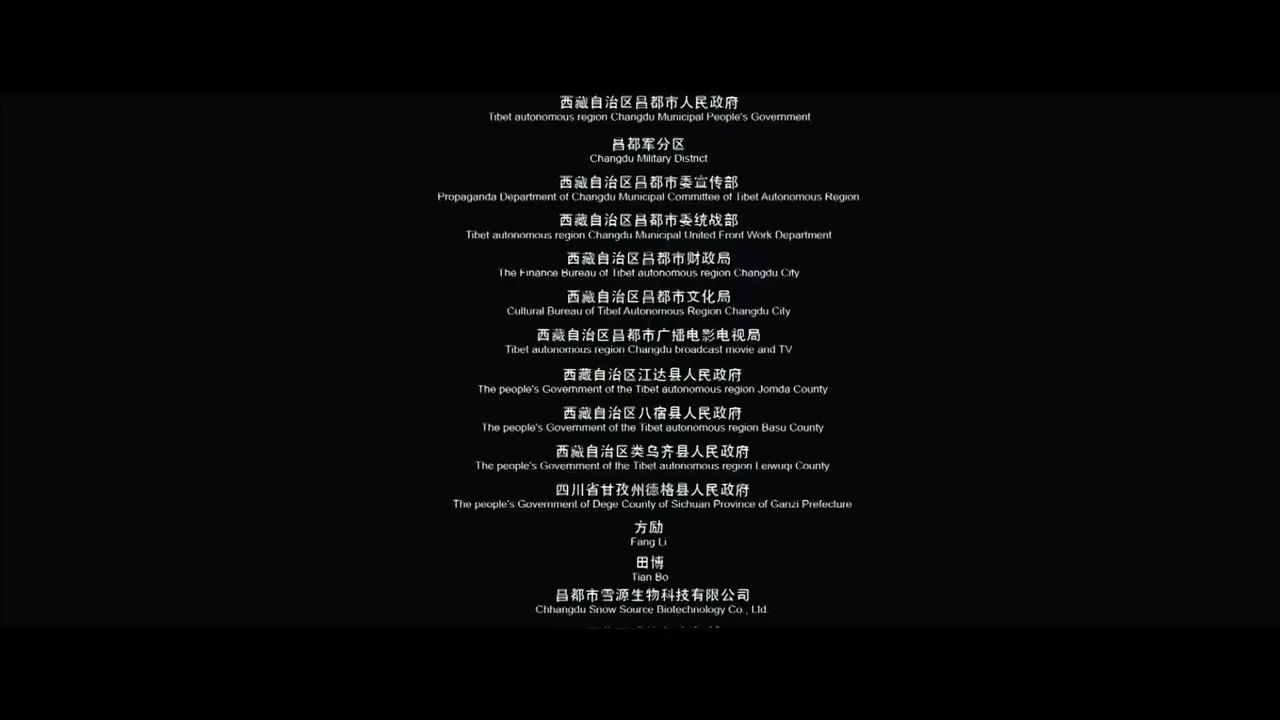 西藏自治区昌都市人民政府
Tibet autonomous region Changdu Municipal People's Government
昌都军分区
Changdu Military District
西藏自治区昌都市委宣传部
Propaganda Department of Changdu Municipal Committee of Tibet Autonomous Region
西藏自治区昌都市委统战部
Tibet autonomous region Changdu Municipal United Front Work Department
西藏自治区昌都市财政局
The Finance Bureau of Tibet autonomous region Changdu City
西藏自治区昌都市文化局
Cultural Bureau of Tibet Autonomous Region Changdu City
西藏自治区昌都市广播电影电视局
Tibet autonomous region Changdu broadcast movie and TV
西藏自治区江达县人民政府
The people's Government of the Tibet autonomous region Jomda County
西藏自治区八宿县人民政府
The people's Government of the Tibet autonomous region Basu County
西藏自治区类乌齐县人民政府
The people's Government of the Tibet autonomous region Leiwuqi County
四川省甘孜州德格县人民政府
The people's Government of Dege County of Sichuan Province of Ganzi Prefecture
方励
Fang Li
田博
Tian Bo
昌都市雪源生物科技有限公司
Chhangdu Snow Source Biotechnology Co., Ltd.